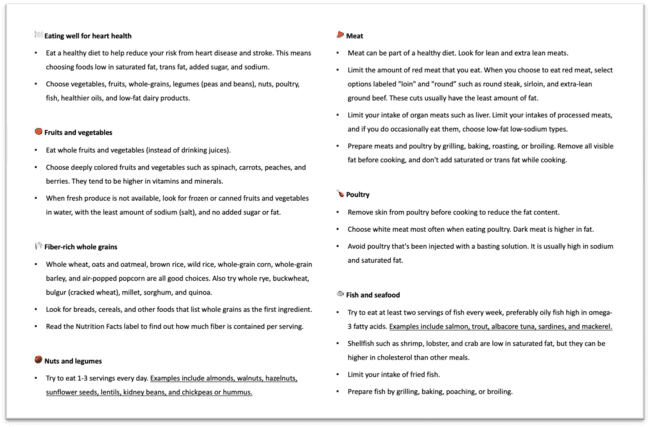 Eating well for heart health
• Eat a healthy diet to help reduce your risk from heart disease and stroke. This means
choosing foods low in saturated fat, trans fat, added sugar, and sodium.
• Choose vegetables, fruits, whole-grains, legumes (peas and beans), nuts, poultry,
fish, healthier oils, and low-fat dairy products.
Fruits and vegetables
• Eat whole fruits and vegetables (instead of drinking juices).
• Choose deeply colored fruits and vegetables such as spinach, carrots, peaches, and
berries. They tend to be higher in vitamins and minerals.
• When fresh produce is not available, look for frozen or canned fruits and vegetables
in water, with the least amount of sodium (salt), and no added sugar or fat.
Fiber-rich whole grains
• Whole wheat, oats and oatmeal, brown rice, wild rice, whole-grain corn, whole-grain
barley, and air-popped popcorn are all good choices. Also try whole rye, buckwheat,
bulgur (cracked wheat), millet, sorghum, and quinoa.
• Look for breads, cereals, and other foods that list whole grains as the first ingredient.
• Read the Nutrition Facts label to find out how much fiber is contained per serving.
Nuts and legumes
• Try to eat 1-3 servings every day. Examples include almonds, walnuts, hazelnuts,
sunflower seeds, lentils, kidney beans, and chickpeas or hummus.
Meat
• Meat can be part of a healthy diet. Look for lean and extra lean meats.
• Limit the amount of red meat that you eat. When you choose to eat red meat, select
options labeled "loin" and "round" such as round steak, sirloin, and extra-lean
ground beef. These cuts usually have the least amount of fat.
• Limit your intake of organ meats such as liver. Limit your intakes of processed meats,
and if you do occasionally eat them, choose low-fat low-sodium types.
• Prepare meats and poultry by grilling, baking, roasting, or broiling. Remove all visible
fat before cooking, and don't add saturated or trans fat while cooking.
Poultry
• Remove skin from poultry before cooking to reduce the fat content.
• Choose white meat most often when eating poultry. Dark meat is higher in fat.
• Avoid poultry that's been injected with a basting solution. It is usually high in sodium
and saturated fat.
Fish and seafood
• Try to eat at least two servings of fish every week, preferably oily fish high in omega-
3 fatty acids. Examples include salmon, trout, albacore tuna, sardines, and mackerel.
• Shellfish such as shrimp, lobster, and crab are low in saturated fat, but they can be
higher in cholesterol than other meals.
• Limit your intake of fried fish.
• Prepare fish by grilling, baking, poaching, or broiling.